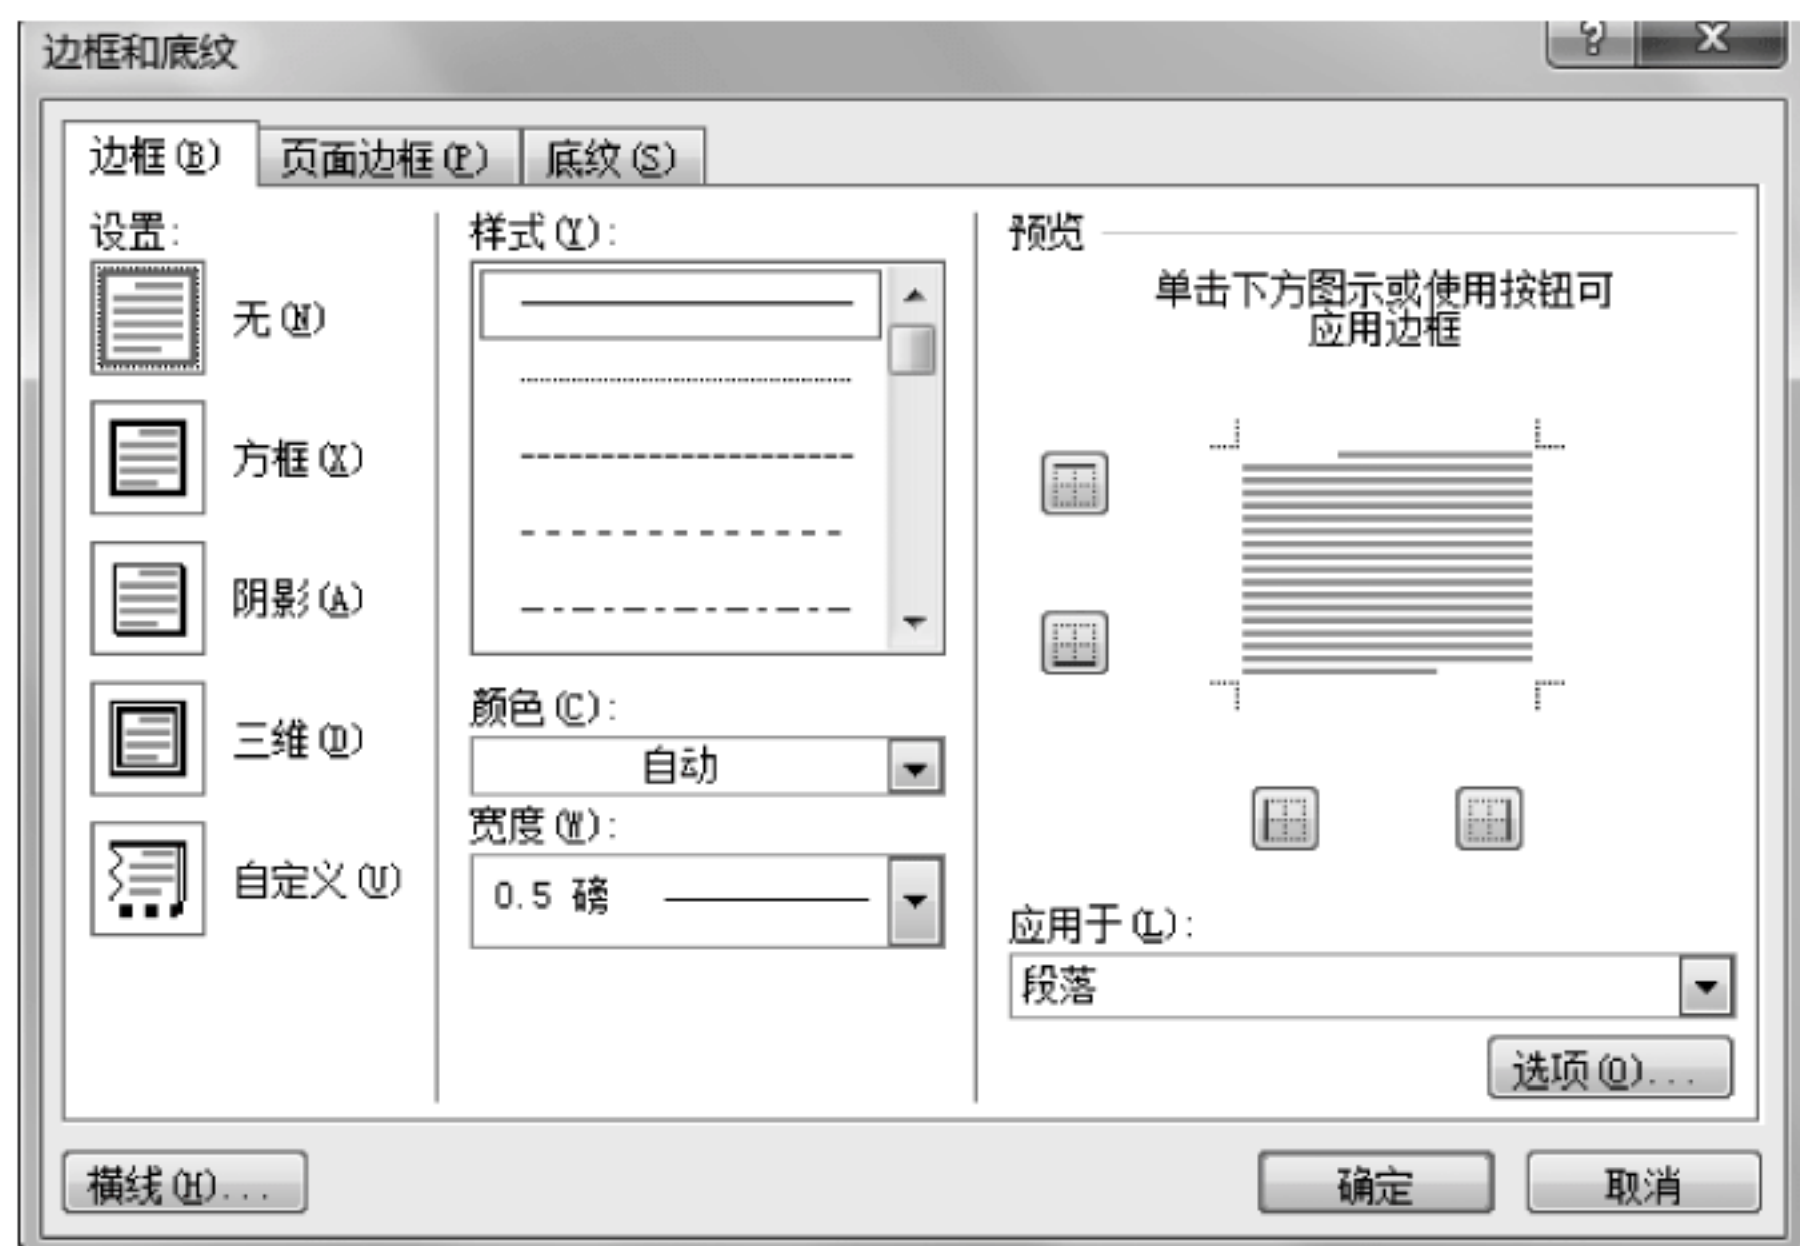 边框和底纹
边框(B) 页面边框(P) 底纹(S)
设置:
无(N)
方框(X)
阴影(A)
三维(D)
自定义(U)
样式(Y):
颜色(C):
自动
宽度(W):
0.5 磅
预览
单击下方图示或使用按钮可
应用边框
应用于(L):
段落
选项(O)...
横线(H)...
确定
取消